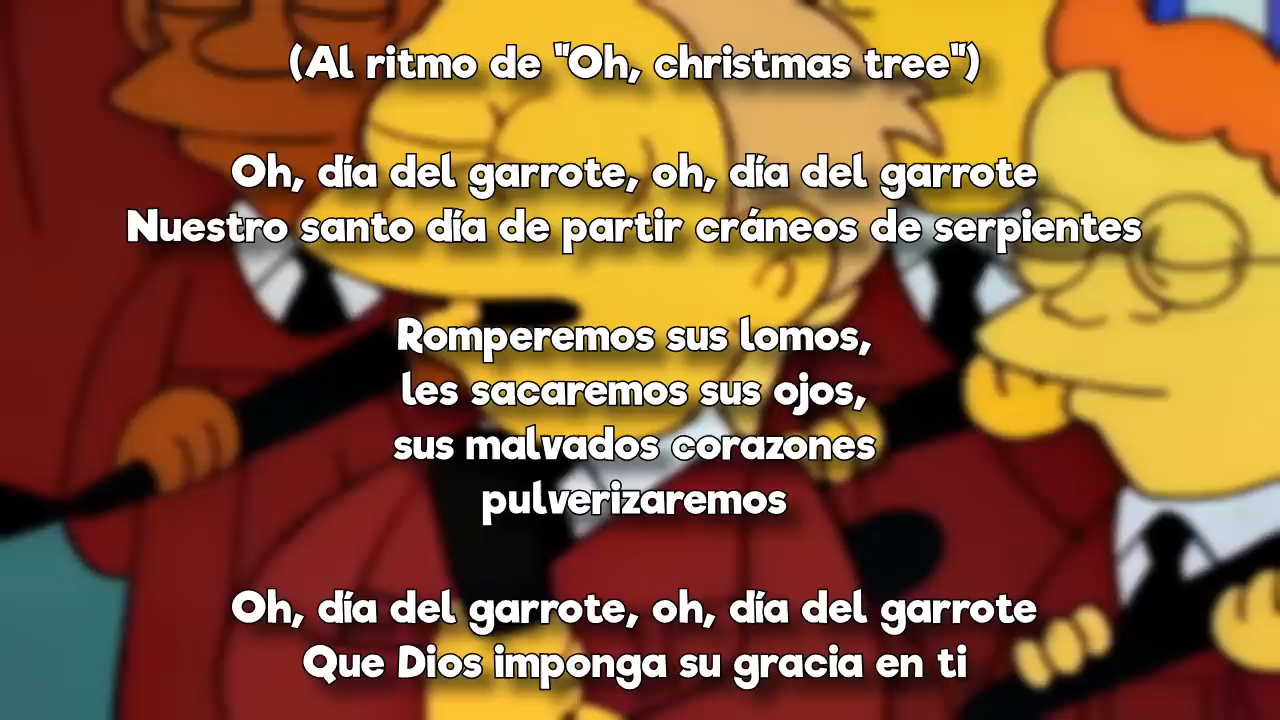 (Al ritmo de "Oh, christmas tree")
Oh, día del garrote, oh, día del garrote
Nuestro santo día de partir cráneos de serpientes
Romperemos sus lomos,
les sacaremos sus ojos,
sus malvados corazones
pulverizaremos
Oh, día del garrote, oh, día del garrote
Que Dios imponga su gracia en ti